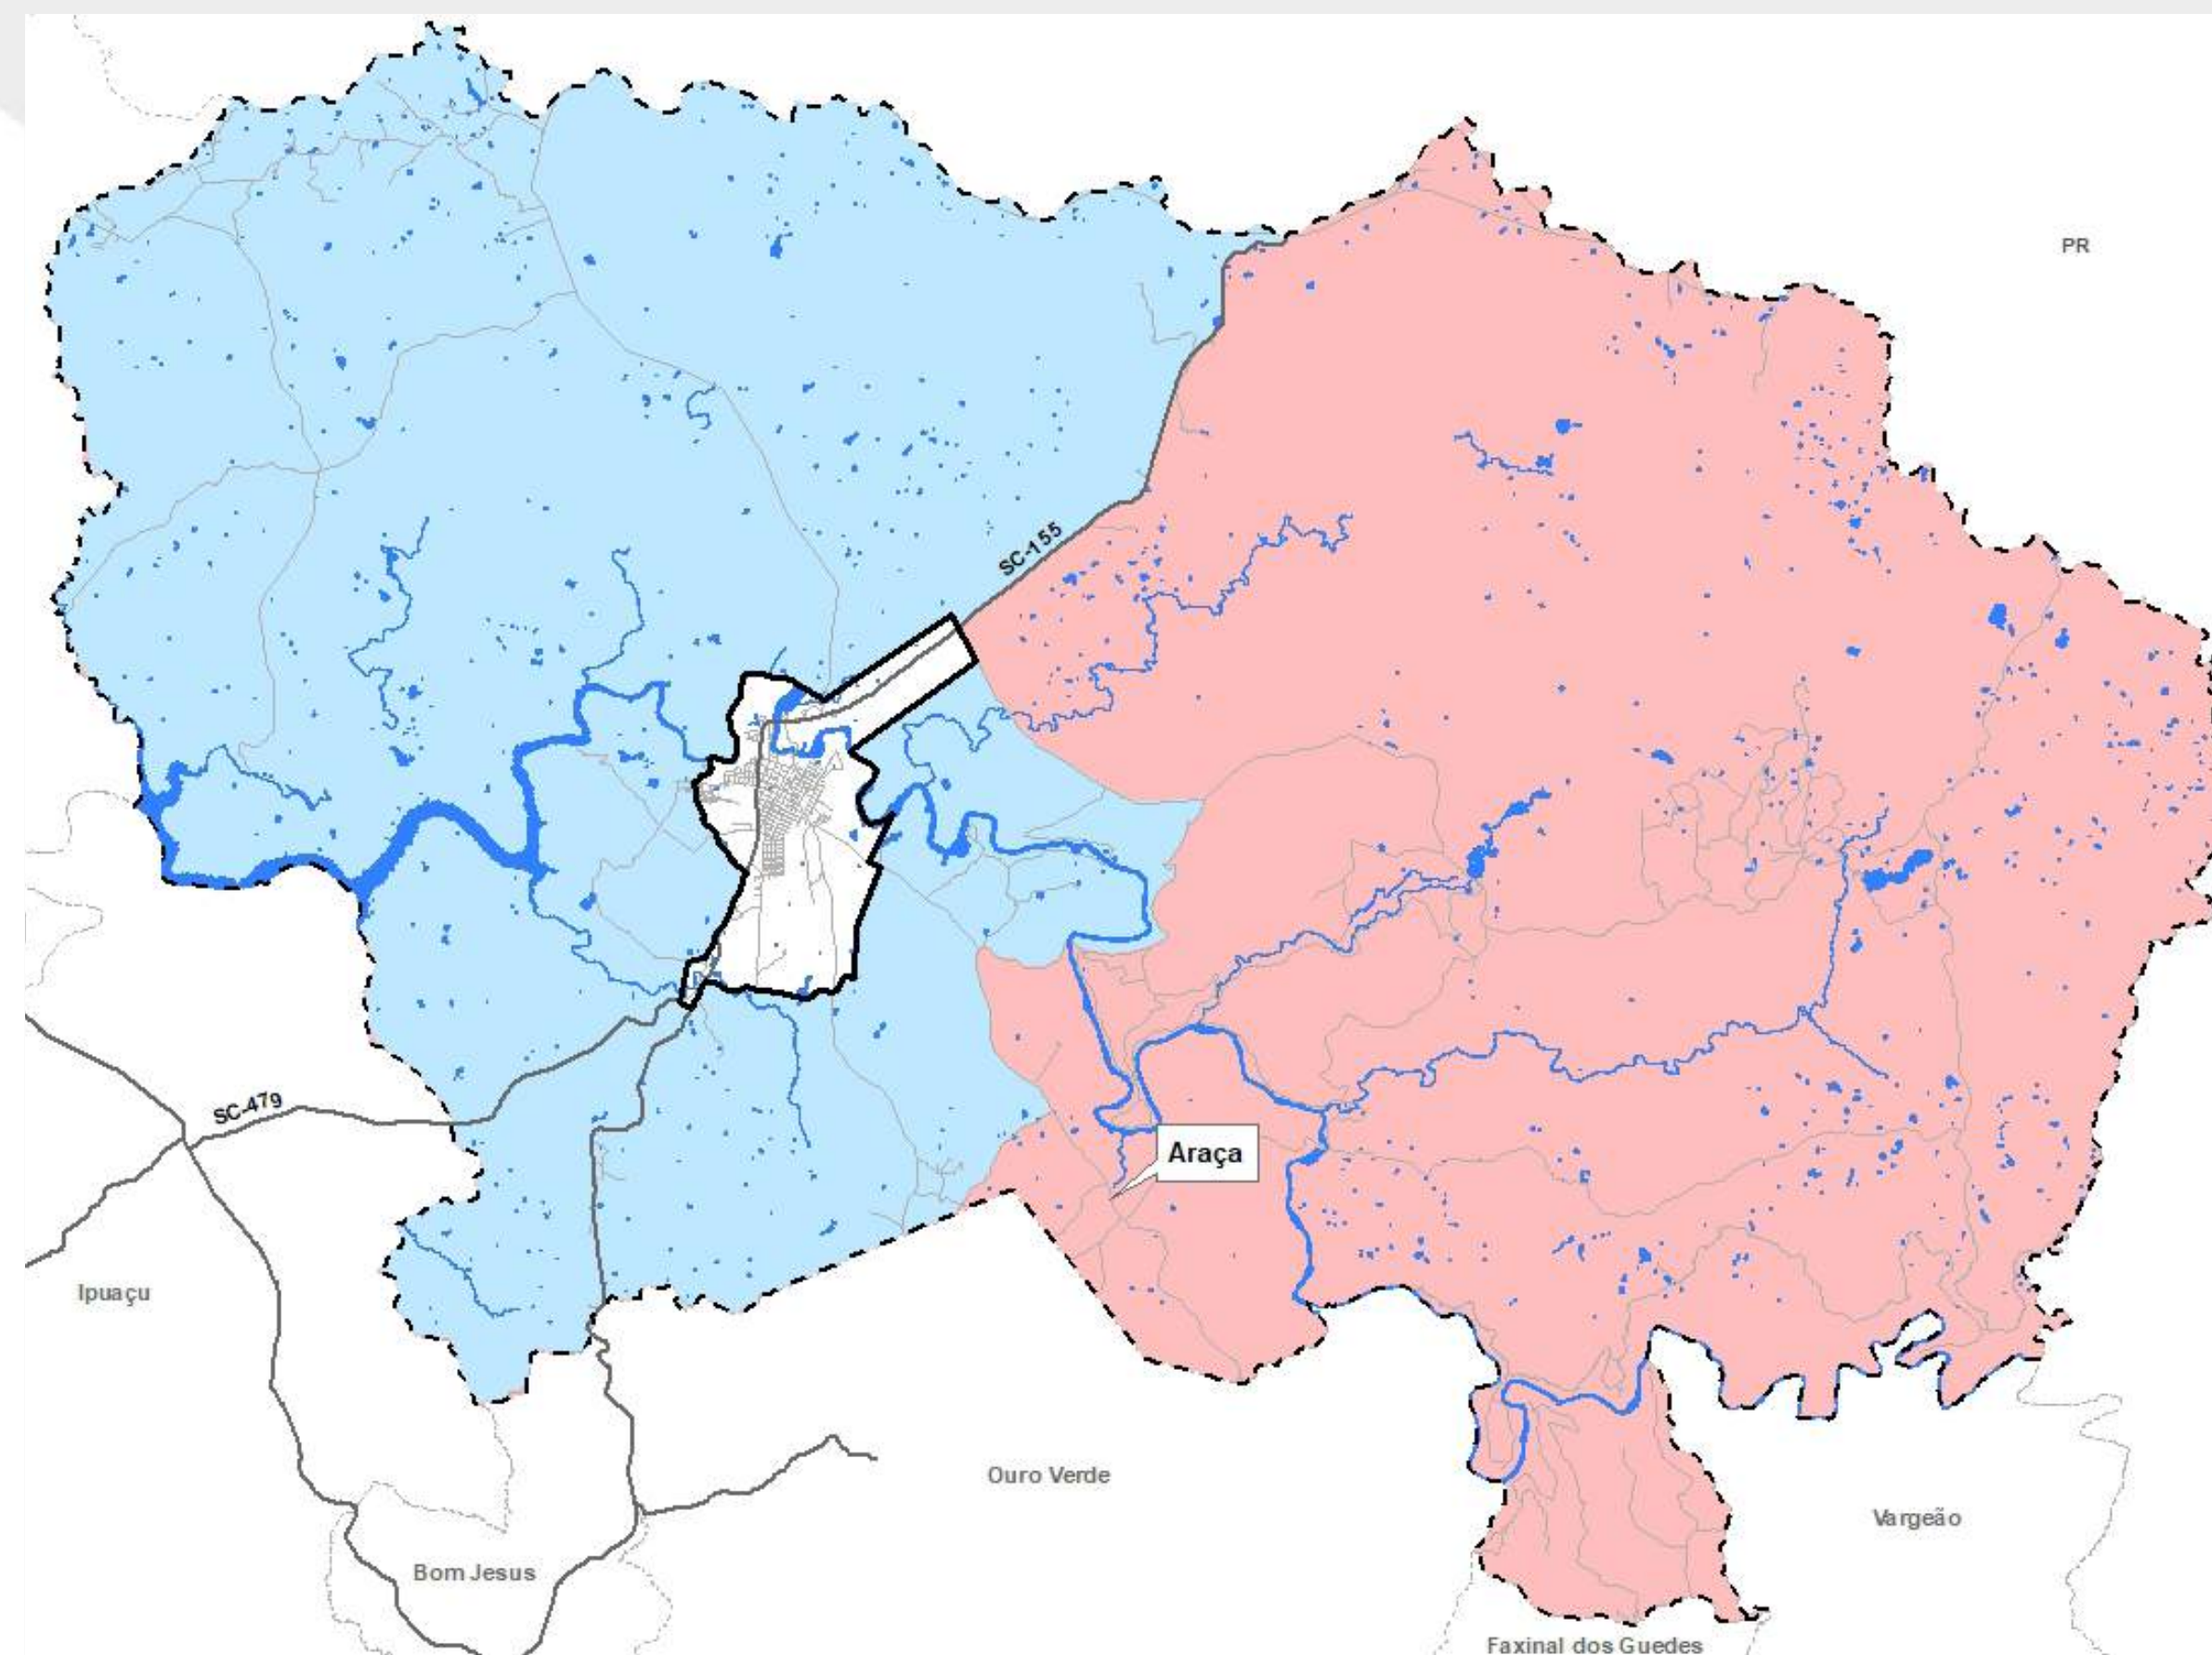 PR
SC-155
SC-479
Araça
Ipuaçu
Ouro Verde
Vargeão
Bom Jesus
Faxinal dos Guedes